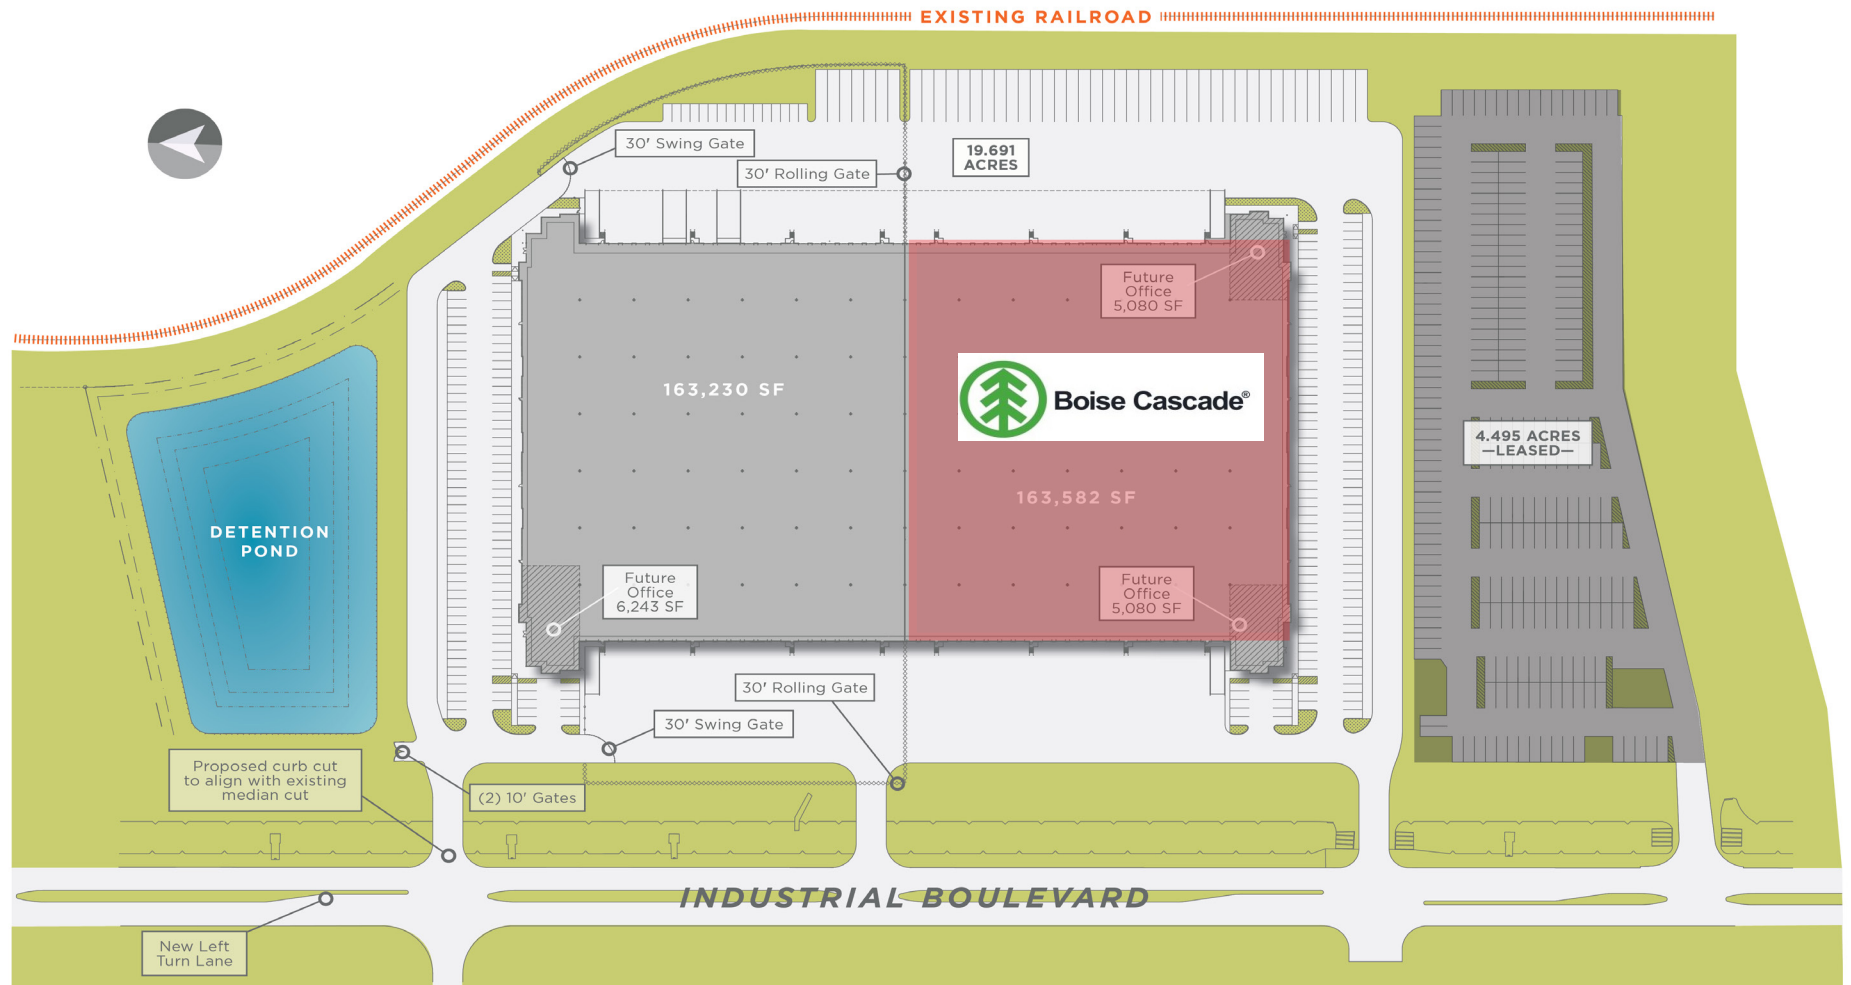 EXISTING RAILROAD
30' Swing Gate
30' Rolling Gate
19.691
ACRES
Future
Office
5,080 SF
163,230 SF
Boise Cascade®
4.495 ACRES
—LEASED—
163,582 SF
DETENTION
POND
Future
Office
6,243 SF
Future
Office
5,080 SF
30' Rolling Gate
30' Swing Gate
Proposed curb cut
to align with existing
median cut
(2) 10' Gates
INDUSTRIAL BOULEVARD
New Left
Turn Lane